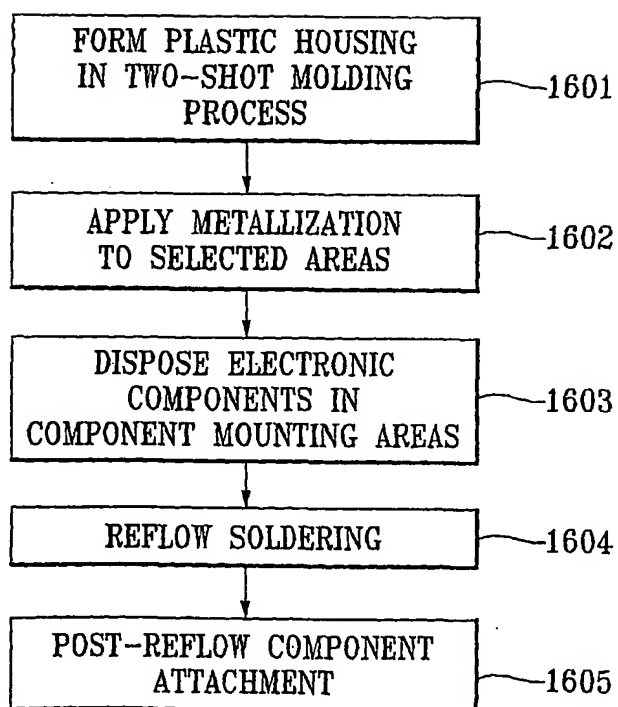 FORM PLASTIC HOUSING
IN TWO-SHOT MOLDING
PROCESS
1601
APPLY METALLIZATION
TO SELECTED AREAS
1602
DISPOSE ELECTRONIC
COMPONENTS IN
COMPONENT MOUNTING AREAS
1603
REFLOW SOLDERING
1604
POST-REFLOW COMPONENT
ATTACHMENT
1605